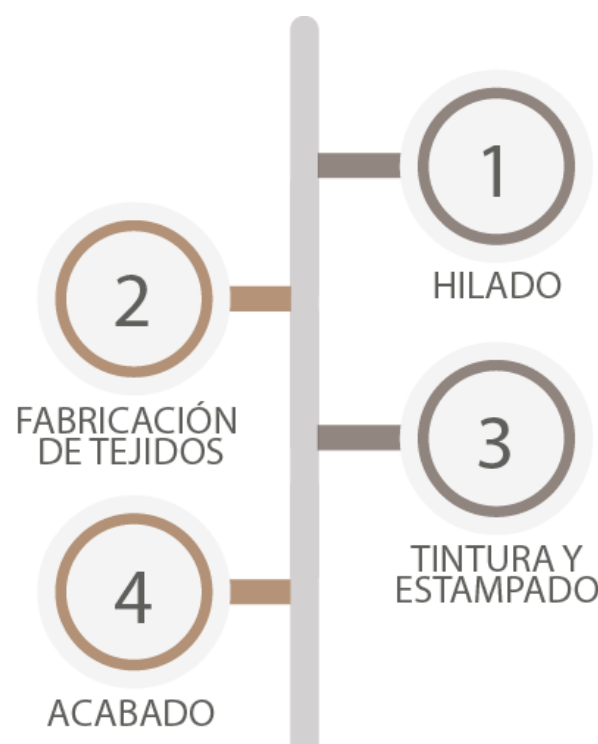 1
HILADO
2
FABRICACIÓN
DE TEJIDOS
3
TINTURA Y
ESTAMPADO
4
ACABADO